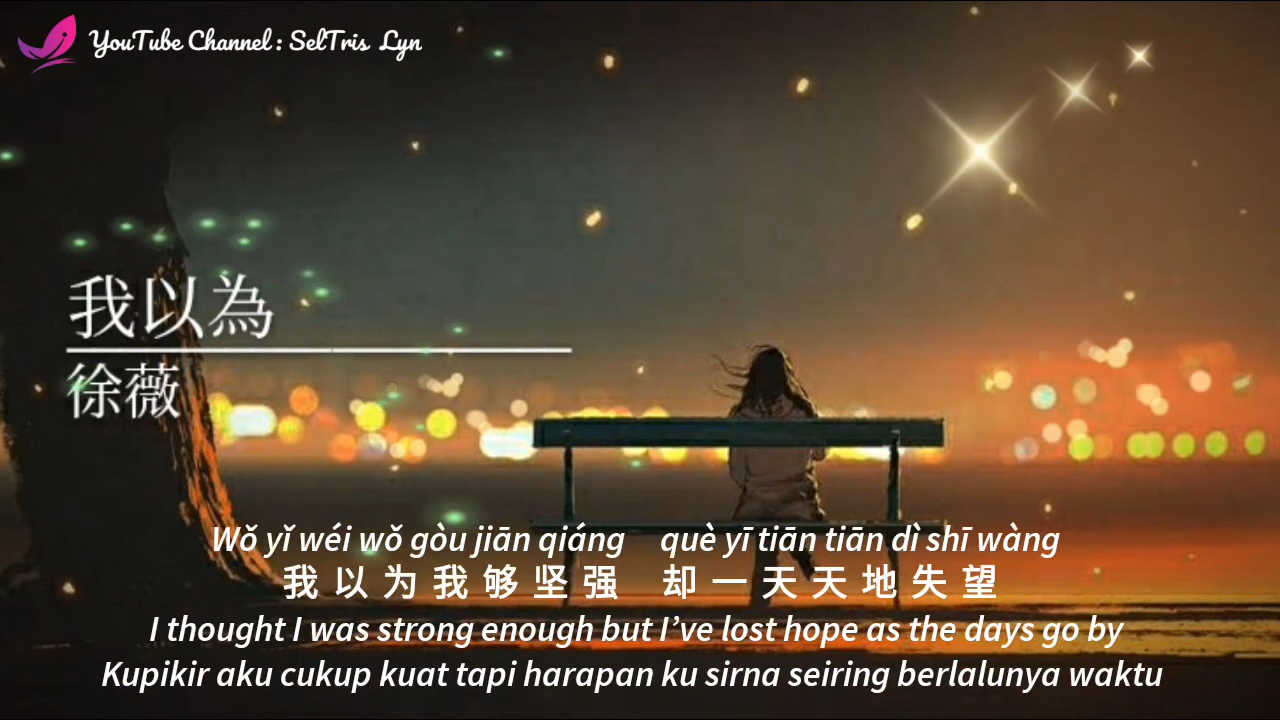 YouTube Channel : SelTris Lyn
我以為
徐薇
Wǒ yǐ wéi wǒ gòu jiān qiáng què yī tiān tiān dì shī wàng
我以为我够坚强 却一天天地失望
I thought I was strong enough but I’ve lost hope as the days go by
Kupikir aku cukup kuat tapi harapan ku sirna seiring berlalunya waktu